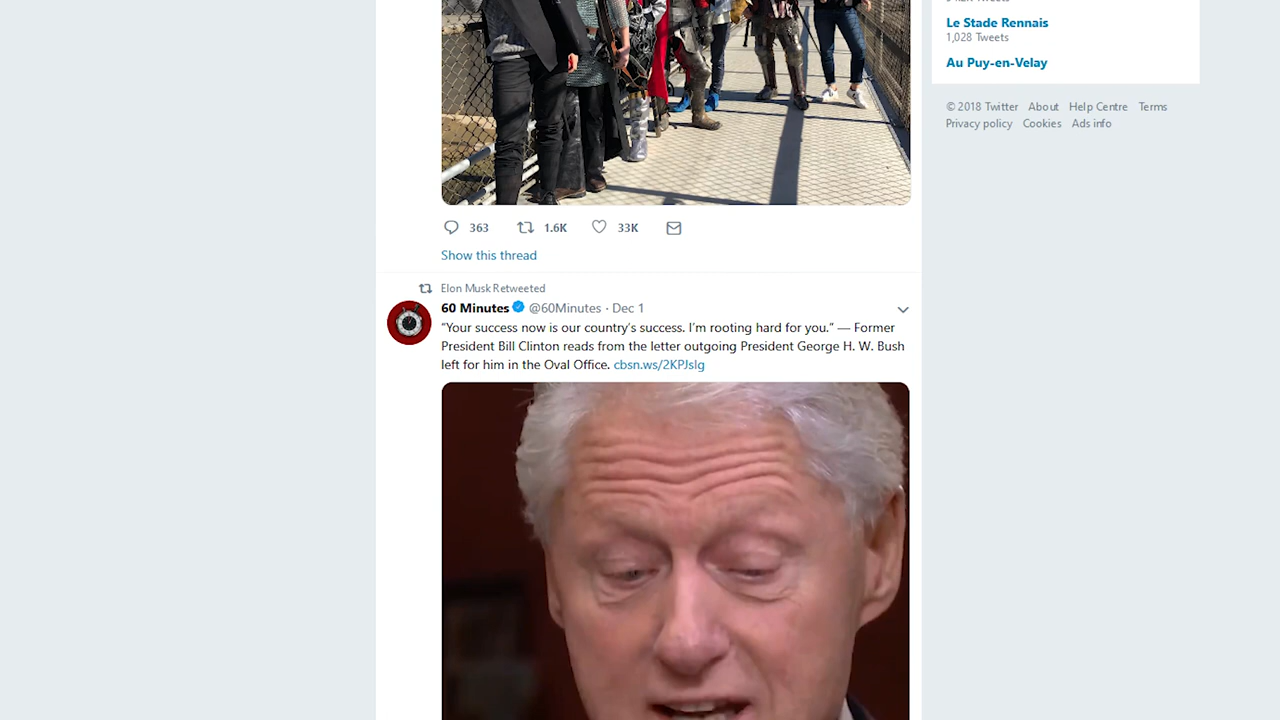 Le Stade Rennais
1,028 Tweets
Au Puy-en-Velay
© 2018 Twitter About Help Centre Terms
Privacy policy Cookies Ads info
363 1.6K 33K
Show this thread
Elon Musk Retweeted
60 Minutes @60Minutes · Dec 1
“Your success now is our country’s success. I’m rooting hard for you.” — Former
President Bill Clinton reads from the letter outgoing President George H. W. Bush
left for him in the Oval Office. cbsn.ws/2KPJsIg